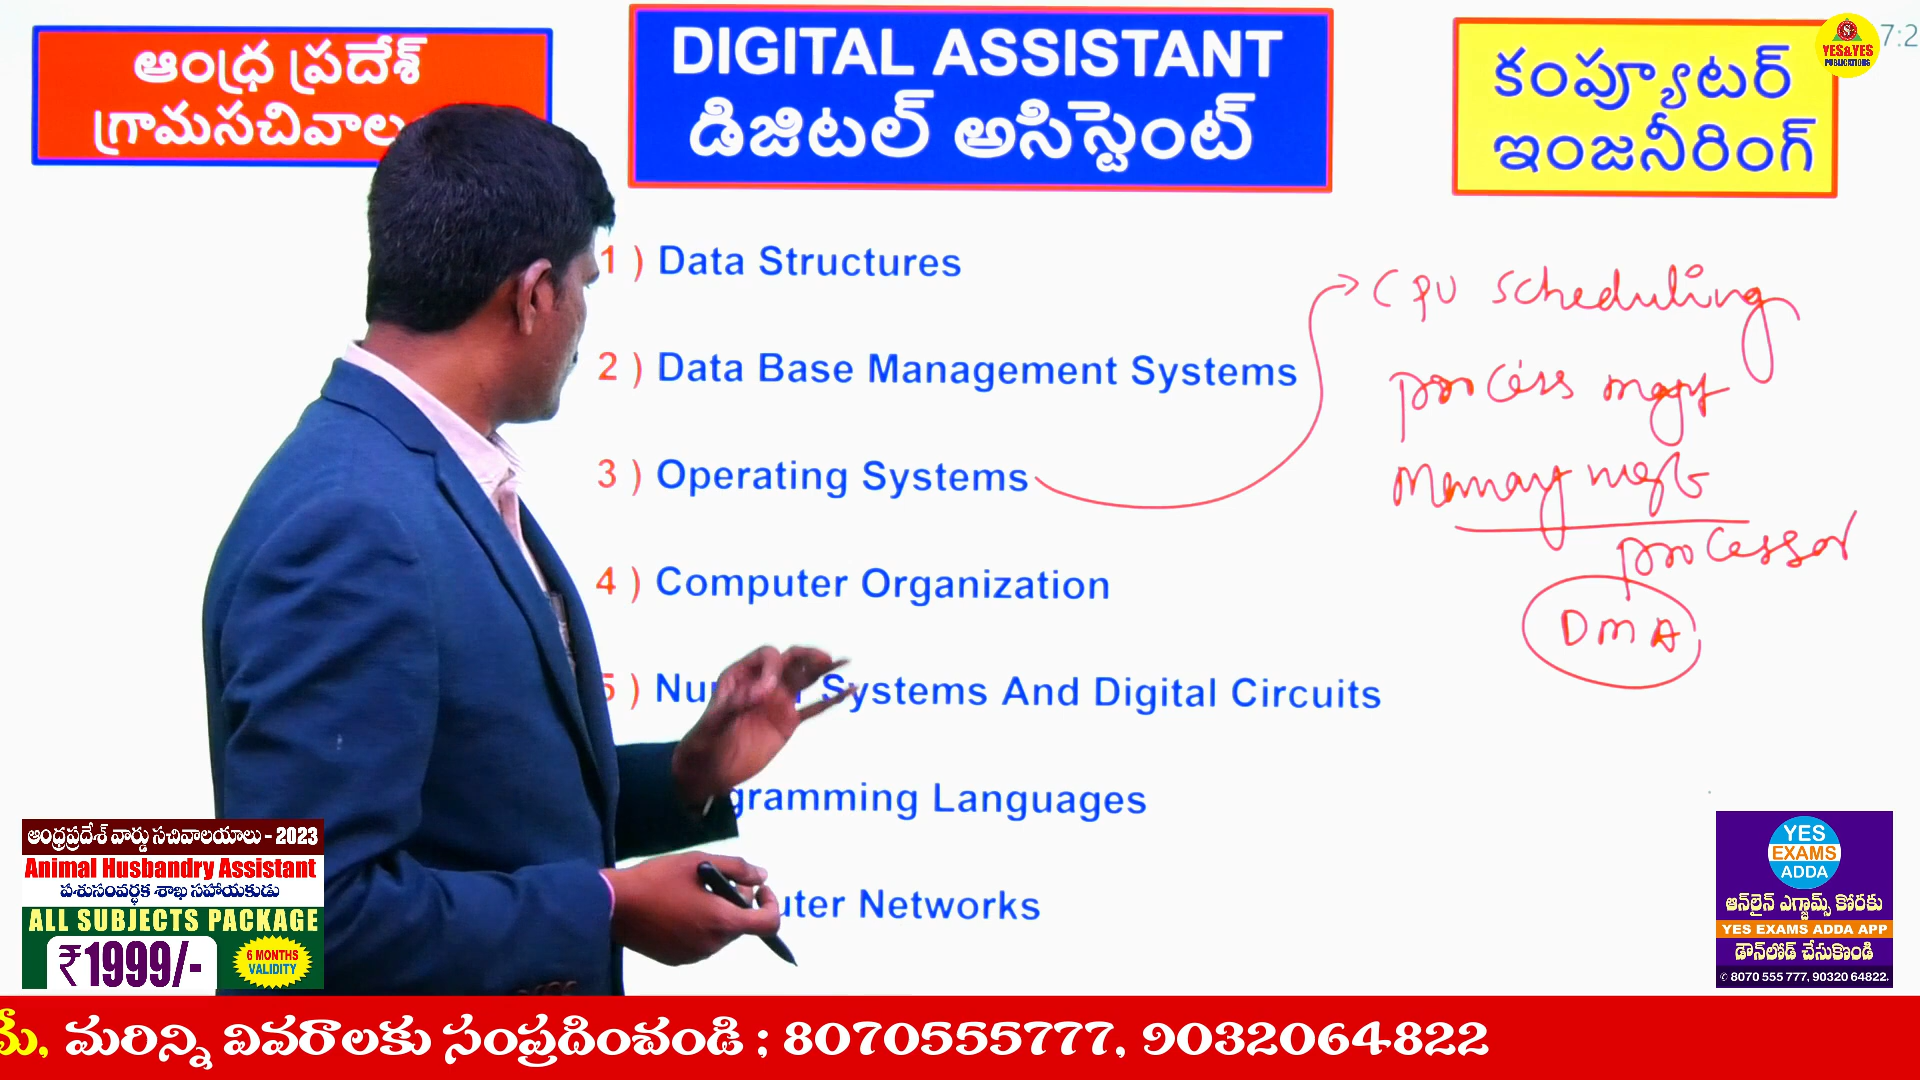 ఆంధ్ర ప్రదేశ్
DIGITAL ASSISTANT
డిజిటల్ అసిస్టెంట్
కంప్యూటర్
ఇంజనీరింగ్
YES&YES
PUBLICATIONS
7:2
1 ) Data Structures
2 ) Data Base Management Systems
3 ) Operating Systems
4 ) Computer Organization
5 ) Systems And Digital Circuits
Languages
Networks
CPU scheduling
process mgmt
Memory mgmt
processor
DMA
ఆంధ్రప్రదేశ్ వార్డు సచివాలయాలు - 2023
Animal Husbandry Assistant
పశుసంవర్ధక శాఖ సహాయకుడు
ALL SUBJECTS PACKAGE
₹1999/-
6 MONTHS
VALIDITY
YES
EXAMS
ADDA
ఆన్‌లైన్ ఎగ్జామ్స్ కొరకు
YES EXAMS ADDA APP
డౌన్‌లోడ్ చేసుకొండి
✆ 8070 555 777, 90320 64822.
మరిన్ని వివరాలకు సంప్రదించండి ; 8070555777, 9032064822